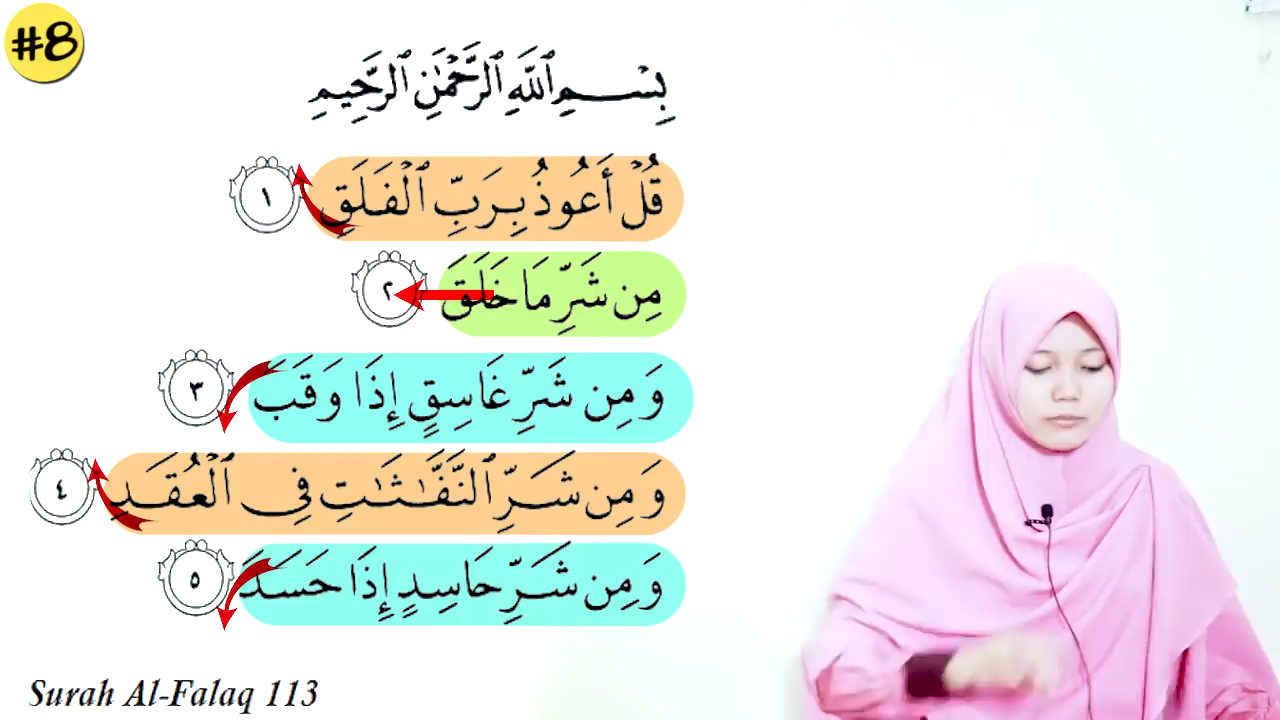 #8
بِسْمِ ٱللَّهِ ٱلرَّحْمَٰنِ ٱلرَّحِيمِ
قُلْ أَعُوذُ بِرَبِّ ٱلْفَلَقِ ١
مِن شَرِّ مَا خَلَقَ ٢
وَمِن شَرِّ غَاسِقٍ إِذَا وَقَبَ ٣
وَمِن شَرِّ ٱلنَّفَّٰثَٰتِ فِى ٱلْعُقَدِ ٤
وَمِن شَرِّ حَاسِدٍ إِذَا حَسَدَ ٥
Surah Al-Falaq 113